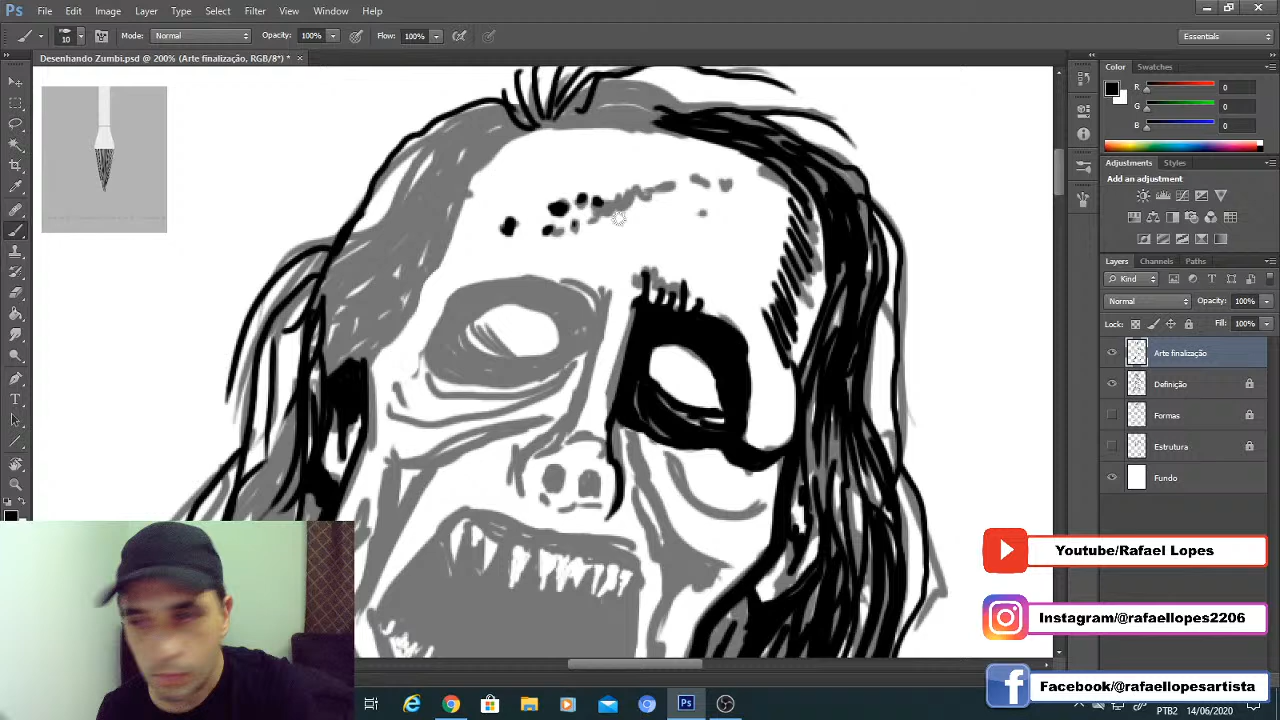 Ps File Edit Image Layer Type Select Filter View Window Help
10 Mode: Normal Opacity: 100% Flow: 100% Essentials
Desenhando Zumbi.psd @ 200% (Arte finalização, RGB/8*) * ×
Color Swatches
R 0
G 0
B 0
Adjustments Styles
Add an adjustment
Layers Channels Paths
Kind
Normal Opacity: 100%
Lock: Fill: 100%
Arte finalização
Definição
Formas
Estrutura
Fundo
Youtube/Rafael Lopes
Instagram/@rafaellopes2206
Facebook/@rafaellopesartista
PTB2 14/06/2020